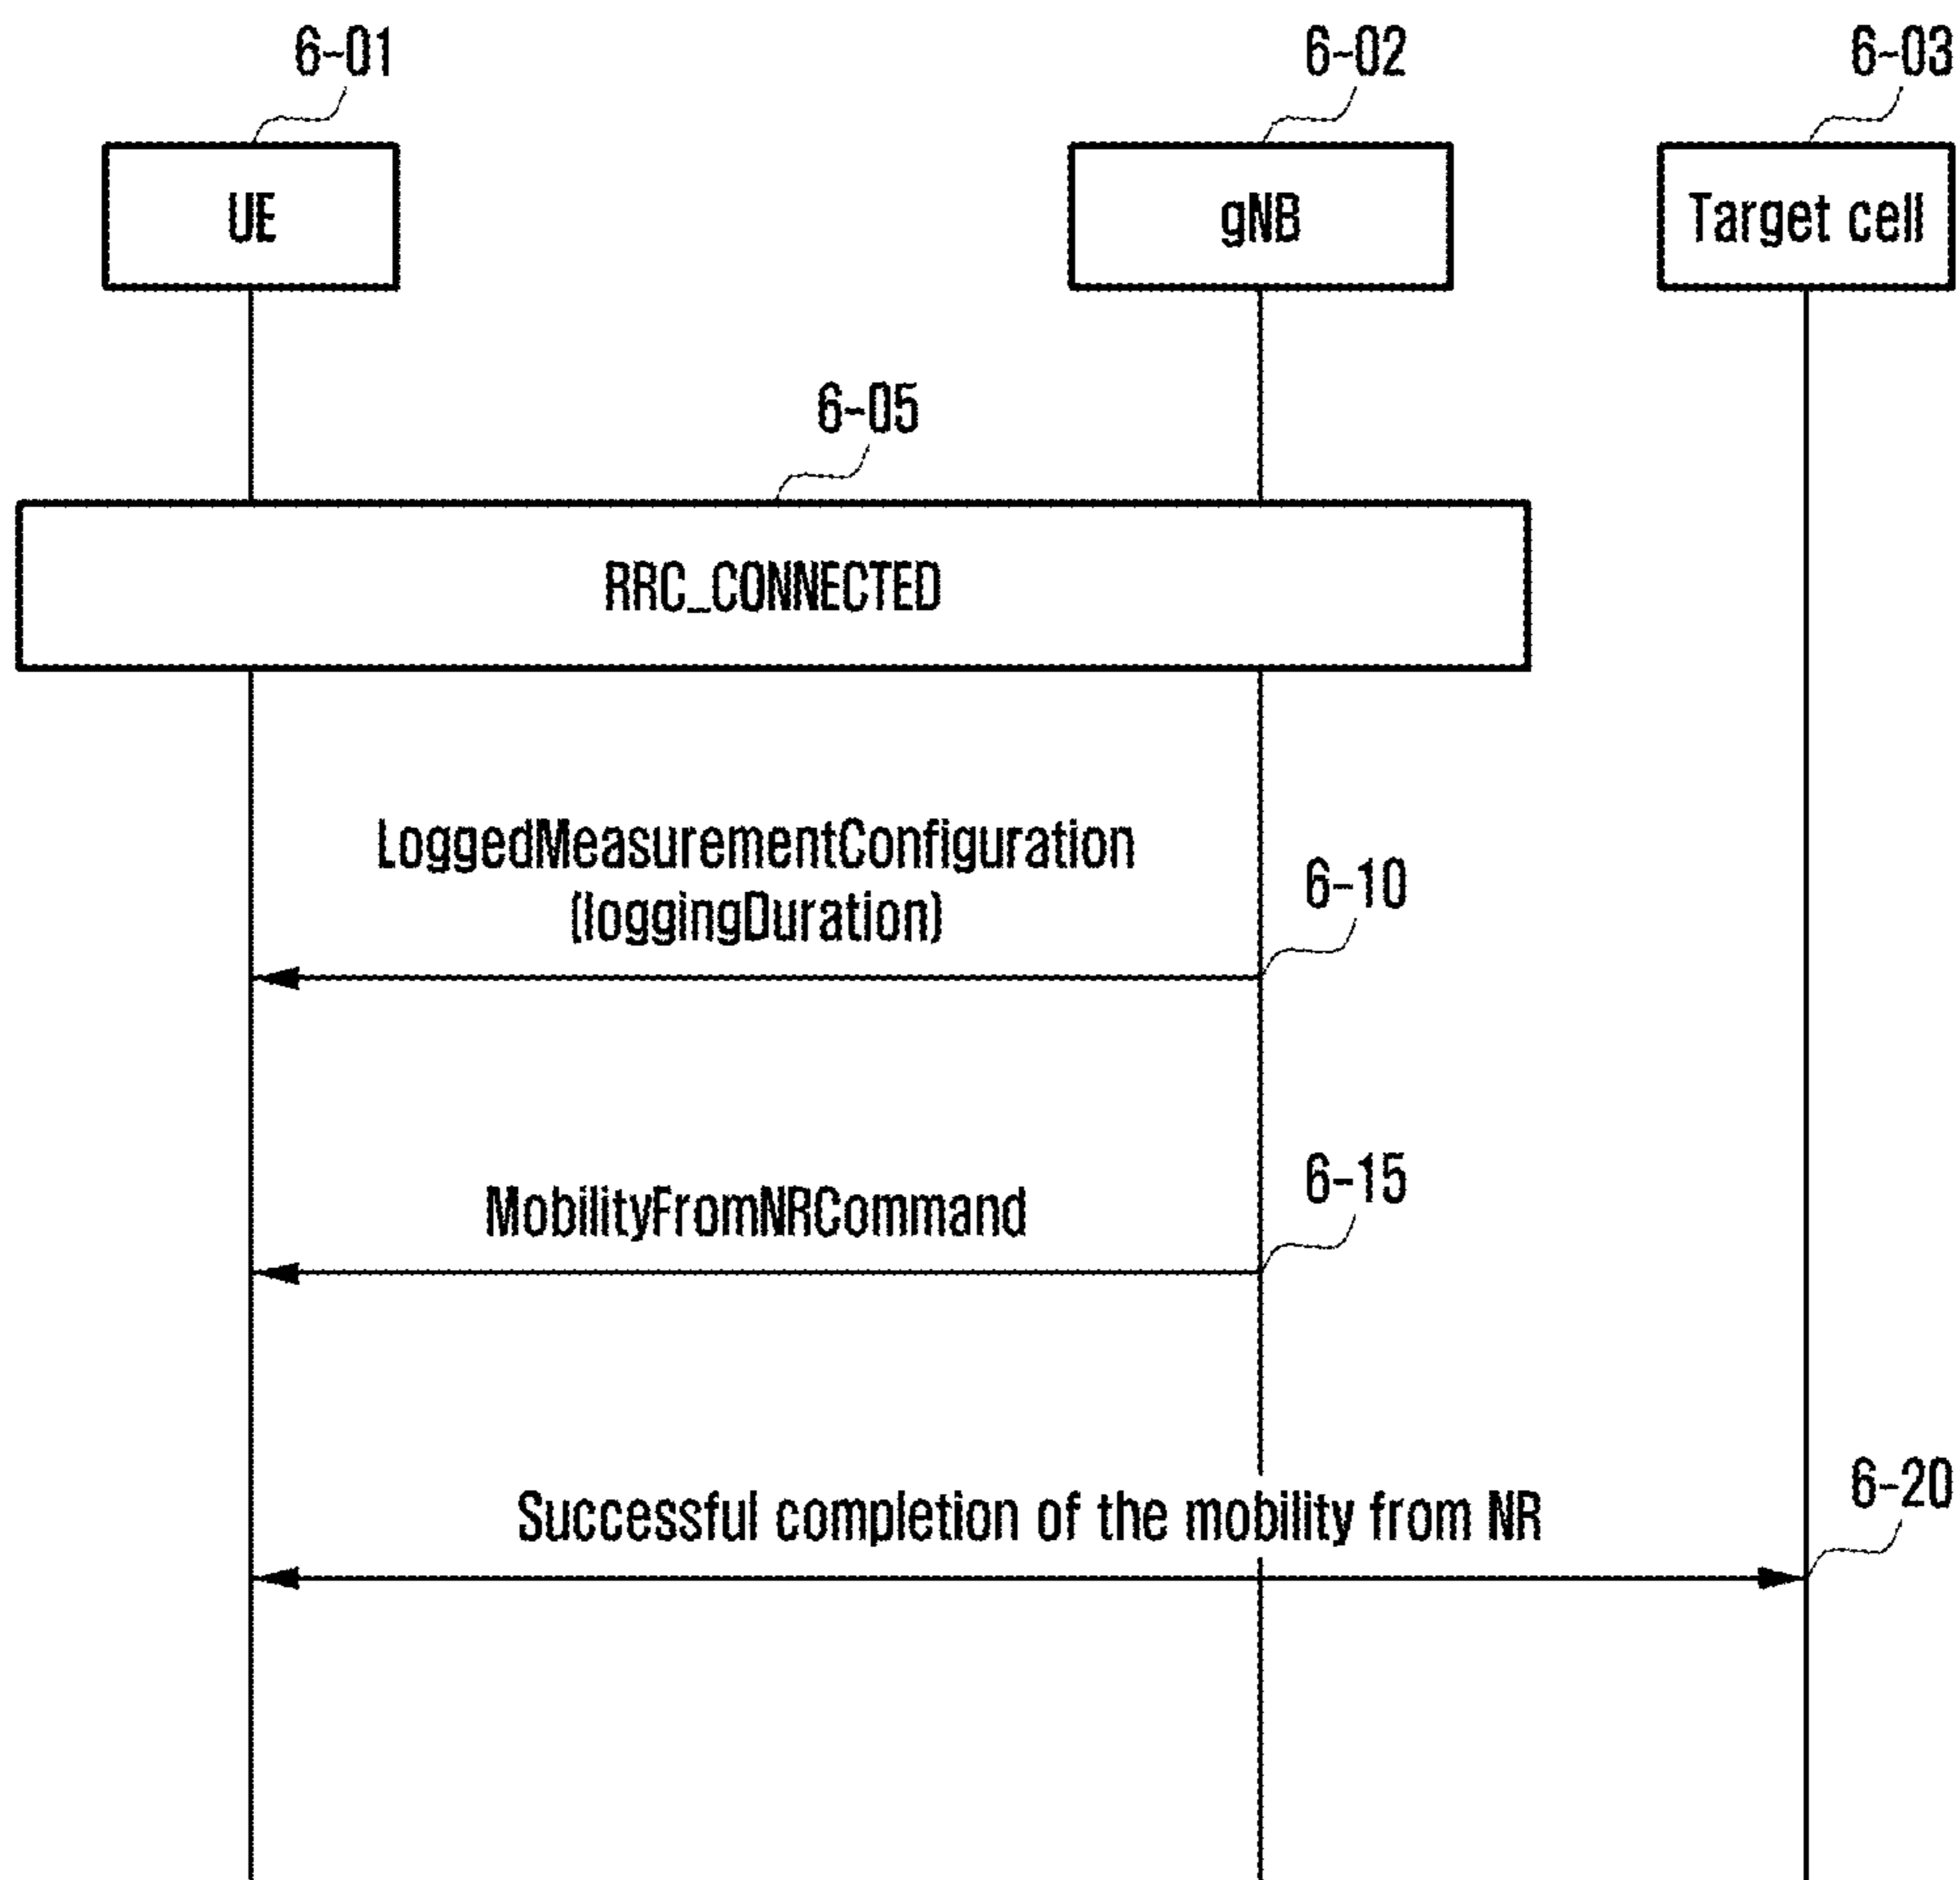 6-01
6-02
6-03
UE
gNB
Target cell
6-05
RRC_CONNECTED
LoggedMeasurementConfiguration
(loggingDuration)
6-10
MobilityFromNRCommand
6-15
Successful completion of the mobility from NR
6-20